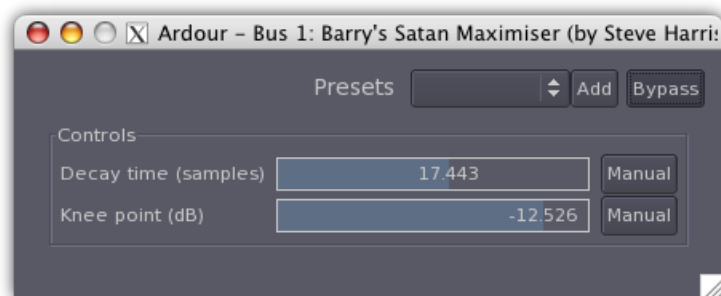 X Ardour – Bus 1: Barry's Satan Maximiser (by Steve Harris
Presets Add Bypass
Controls
Decay time (samples) 17.443 Manual
Knee point (dB) -12.526 Manual